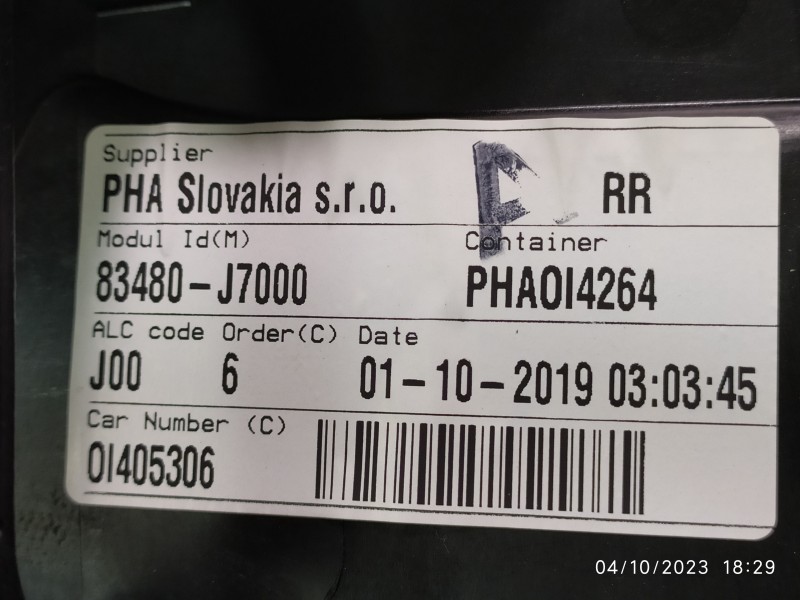 Supplier
PHA Slovakia s.r.o. F RR
Modul Id(M) Container
83480-J7000 PHAOI4264
ALC code Order(C) Date
J00 6 01-10-2019 03:03:45
Car Number (C)
OI405306
04/10/2023 18:29